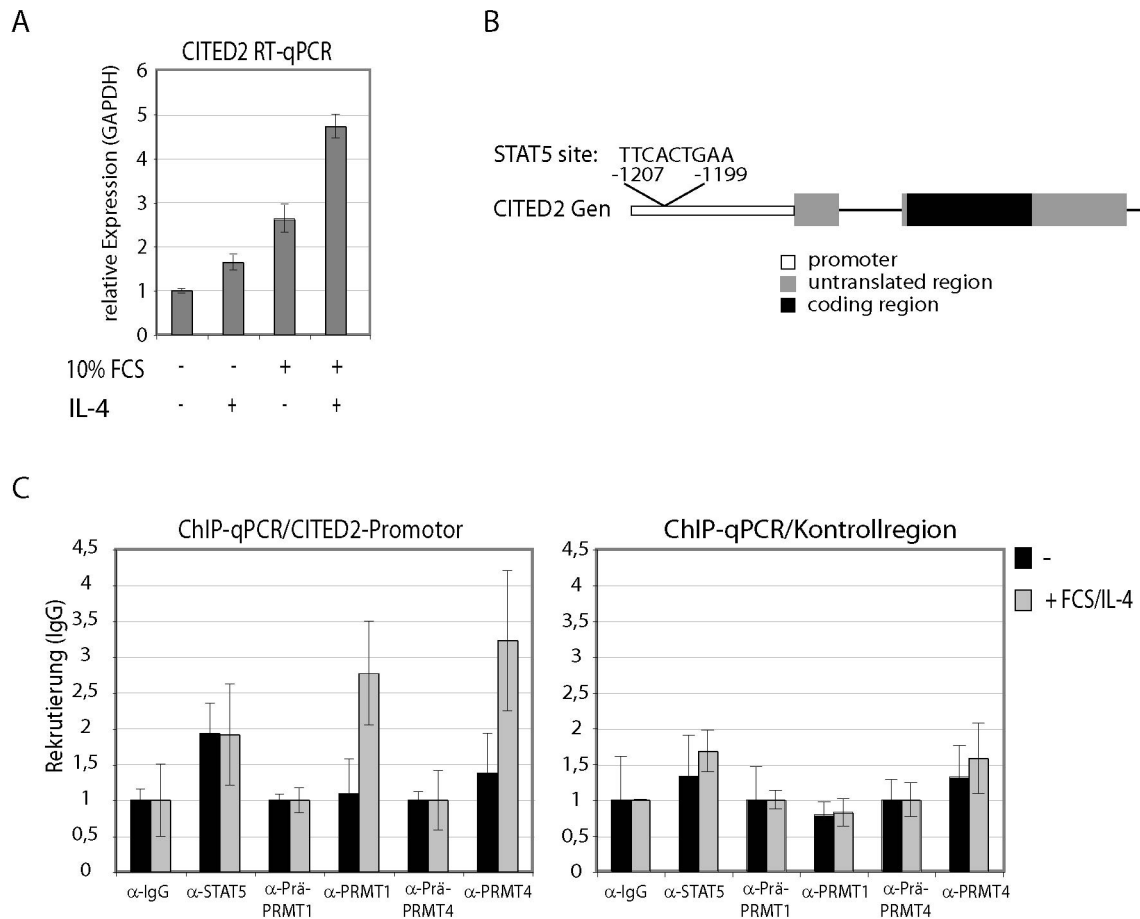 A
CITED2 RT-qPCR
relative Expression (GAPDH)
6
5
4
3
2
1
0
10% FCS - - + +
IL-4 - + - +
B
STAT5 site: TTCACTGAA
-1207 -1199
CITED2 Gen
promoter
untranslated region
coding region
C
ChIP-qPCR/CITED2-Promotor
Rekrutierung (IgG)
4,5
4
3,5
3
2,5
2
1,5
1
0,5
0
α-IgG α-STAT5 α-Prä-PRMT1 α-PRMT1 α-Prä-PRMT4 α-PRMT4
ChIP-qPCR/Kontrollregion
4,5
4
3,5
3
2,5
2
1,5
1
0,5
0
α-IgG α-STAT5 α-Prä-PRMT1 α-PRMT1 α-Prä-PRMT4 α-PRMT4
-
+ FCS/IL-4